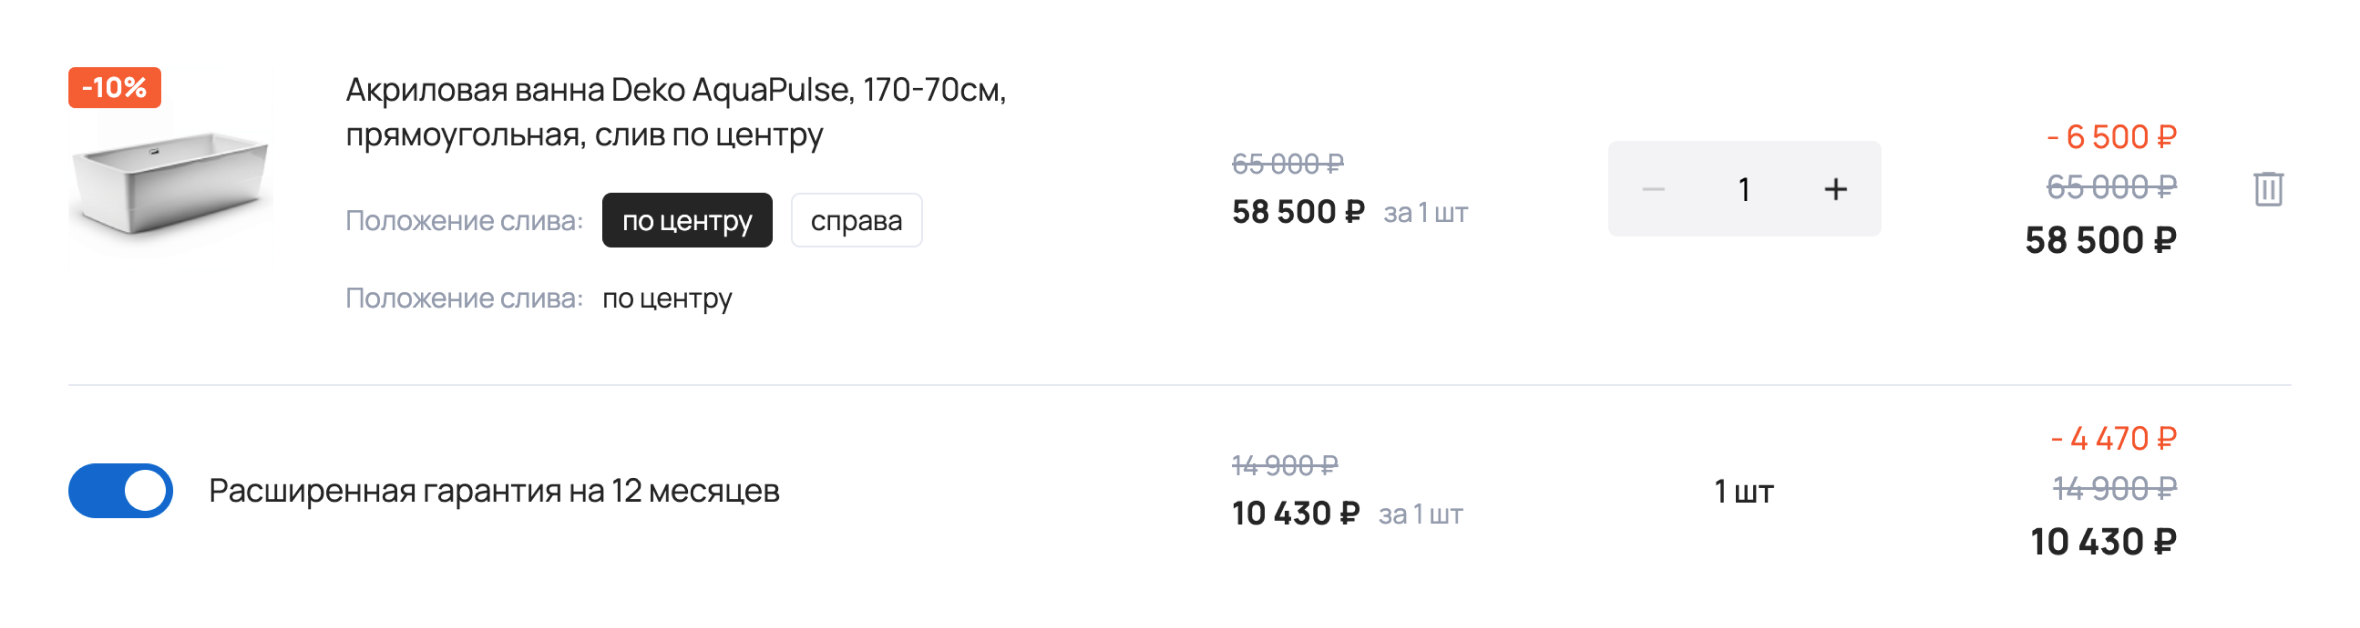 -10%
Акриловая ванна Deko AquaPulse, 170-70см,
прямоугольная, слив по центру
Положение слива: по центру справа
Положение слива: по центру
65 000 ₽
58 500 ₽ за 1 шт
1
- 6 500 ₽
65 000 ₽
58 500 ₽
Расширенная гарантия на 12 месяцев
14 900 ₽
10 430 ₽ за 1 шт
1 шт
- 4 470 ₽
14 900 ₽
10 430 ₽